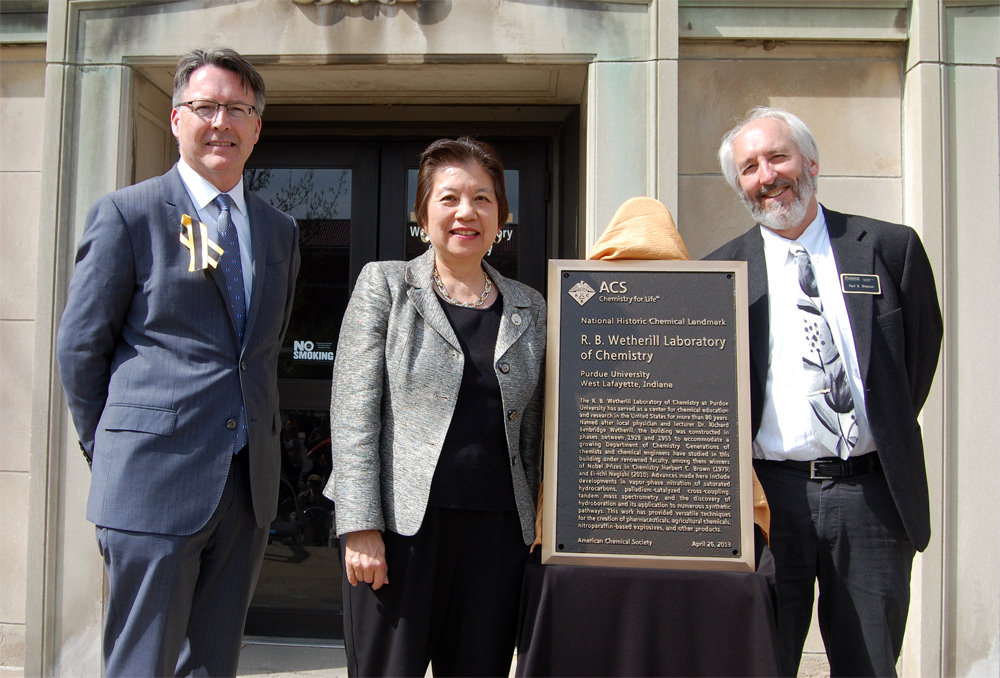 NO
SMOKING
ACS
Chemistry for Life
National Historic Chemical Landmark
R. B. Wetherill Laboratory
of Chemistry
Purdue University
West Lafayette, Indiana
The R. B. Wetherill Laboratory of Chemistry at Purdue
University has served as a center for chemical education
and research in the United States for more than 80 years.
Named after local physician and lecturer Dr. Richard
Benbridge Wetherill, the building was constructed in
phases between 1928 and 1955 to accommodate a
growing Department of Chemistry. Generations of
chemists and chemical engineers have studied in this
building under renowned faculty, among them winners
of Nobel Prizes in Chemistry Herbert C. Brown (1979)
and Ei-ichi Negishi (2010). Advances made here include
developments in vapor-phase nitration of saturated
hydrocarbons, palladium-catalyzed cross-coupling,
tandem mass spectrometry, and the discovery of
hydroboration and its application to numerous synthetic
pathways. This work has provided versatile techniques
for the creation of pharmaceuticals, agricultural chemicals,
nitroparaffin-based explosives, and other products.
American Chemical Society April 25, 2013
Paul B.